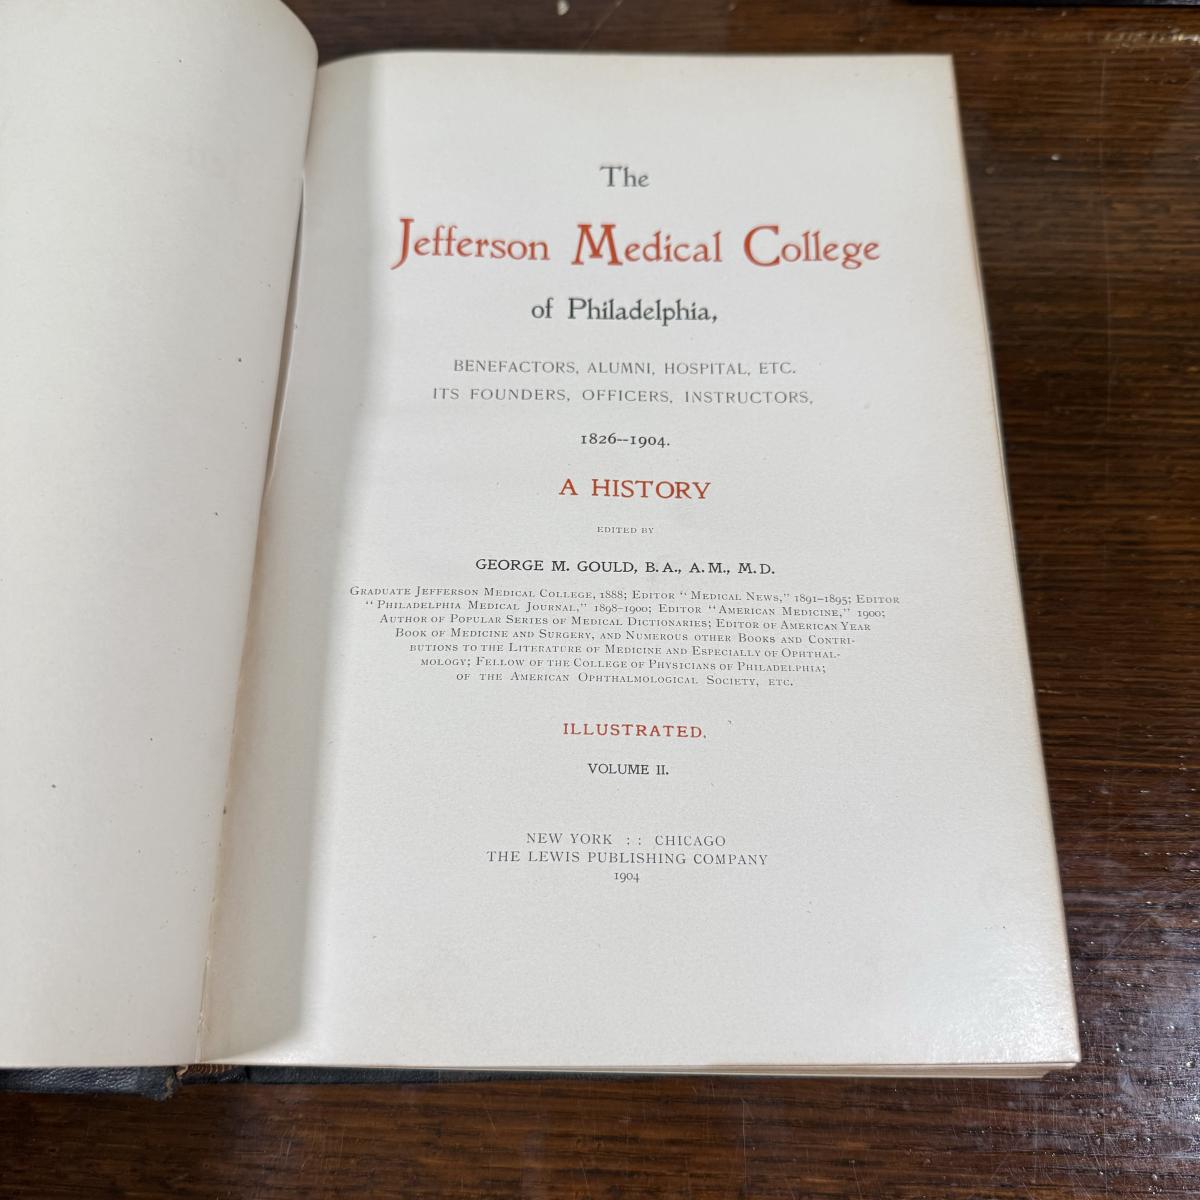 The
Jefferson Medical College
of Philadelphia,
BENEFACTORS, ALUMNI, HOSPITAL, ETC.
ITS FOUNDERS, OFFICERS, INSTRUCTORS,
1826--1904.
A HISTORY
EDITED BY
GEORGE M. GOULD, B.A., A.M., M.D.
GRADUATE JEFFERSON MEDICAL COLLEGE, 1888; EDITOR "MEDICAL NEWS," 1891-1895; EDITOR
"PHILADELPHIA MEDICAL JOURNAL," 1898-1900; EDITOR "AMERICAN MEDICINE," 1900;
AUTHOR OF POPULAR SERIES OF MEDICAL DICTIONARIES; EDITOR OF AMERICAN YEAR
BOOK OF MEDICINE AND SURGERY, AND NUMEROUS OTHER BOOKS AND CONTRI-
BUTIONS TO THE LITERATURE OF MEDICINE AND ESPECIALLY OF OPHTHAL-
MOLOGY; FELLOW OF THE COLLEGE OF PHYSICIANS OF PHILADELPHIA;
OF THE AMERICAN OPHTHALMOLOGICAL SOCIETY, ETC.
ILLUSTRATED.
VOLUME II.
NEW YORK :: CHICAGO
THE LEWIS PUBLISHING COMPANY
1904